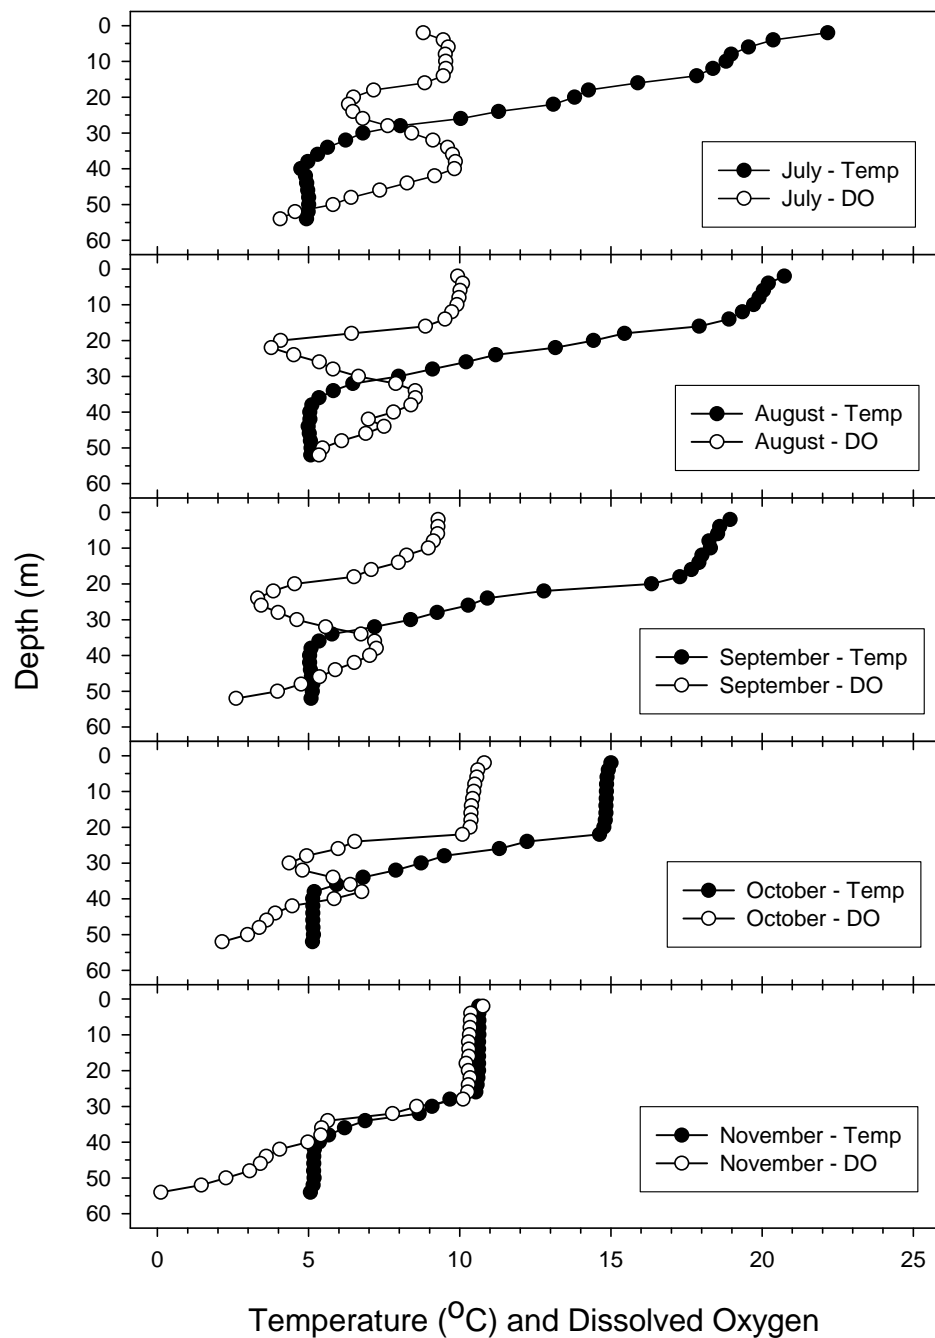 0
10
20
30
40
50
60
July - Temp
July - DO
0
10
20
30
40
50
60
August - Temp
August - DO
Depth (m)
0
10
20
30
40
50
60
September - Temp
September - DO
0
10
20
30
40
50
60
October - Temp
October - DO
0
10
20
30
40
50
60
November - Temp
November - DO
0 5 10 15 20 25
Temperature (°C) and Dissolved Oxygen